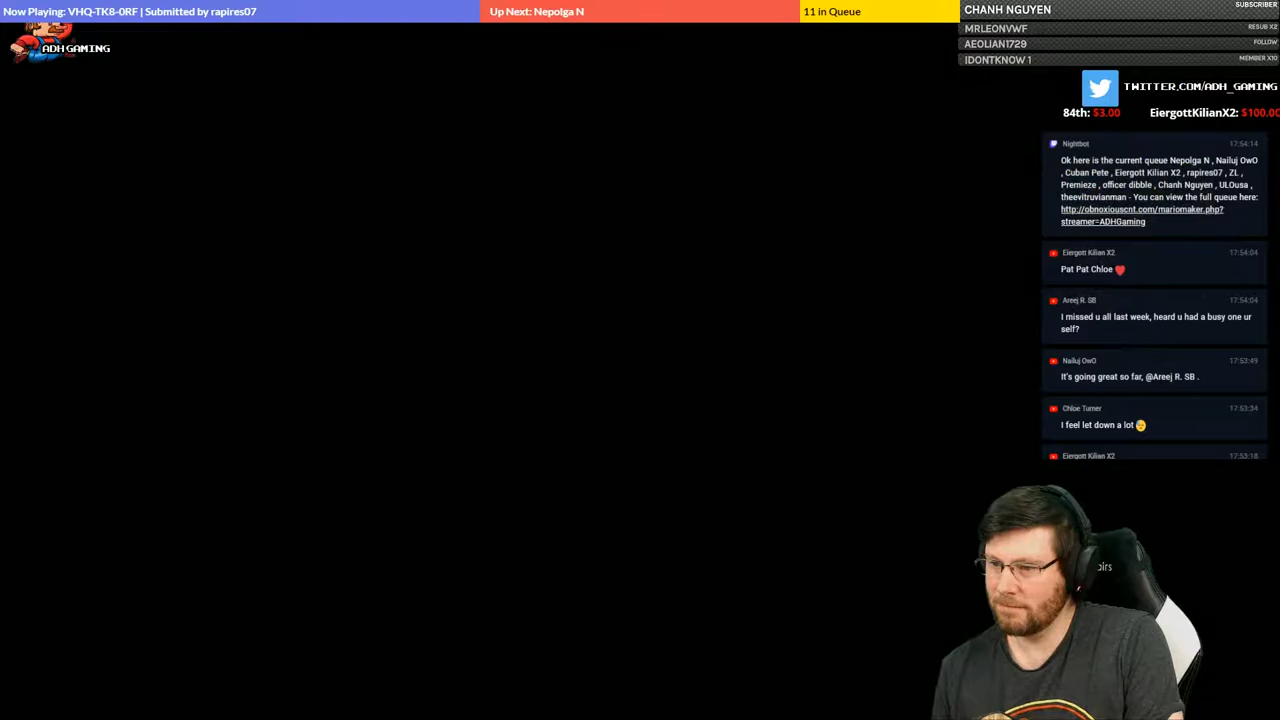 Now Playing: VHQ-TK8-0RF | Submitted by rapires07
Up Next: Nepolga N
11 in Queue
CHANH NGUYEN
SUBSCRIBER
MRLEONVWF
RESUB X2
AEOLIAN1729
FOLLOW
IDONTKNOW 1
MEMBER X10
ADH GAMING
TWITTER.COM/ADH_GAMING
84th: $3.00
EiergottKilianX2: $100.00
Nightbot
17:54:14
Ok here is the current queue Nepolga N , Nailuj OwO
, Cuban Pete , Eiergott Kilian X2 , rapires07 , ZL ,
Premieze , officer dibble , Chanh Nguyen , ULOusa ,
theevitruvianman - You can view the full queue here:
http://obnoxiouscnt.com/mariomaker.php?
streamer=ADHGaming
Eiergott Kilian X2
17:54:04
Pat Pat Chloe ❤
Areej R. SB
17:54:04
I missed u all last week, heard u had a busy one ur
self?
Nailuj OwO
17:53:49
It's going great so far, @Areej R. SB .
Chloe Turner
17:53:34
I feel let down a lot
Eiergott Kilian X2
17:53:18
airs